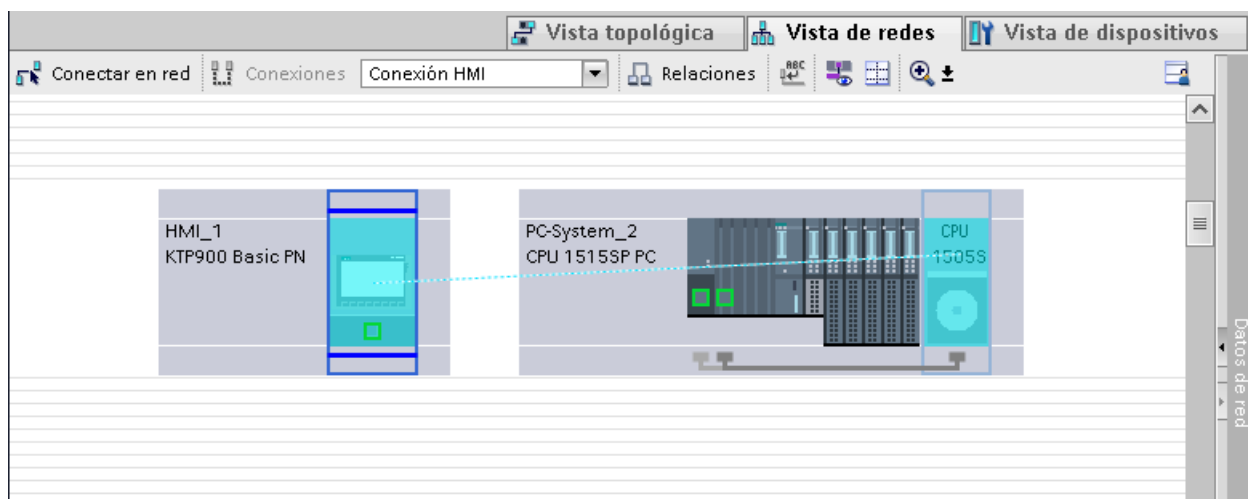 Vista topológica
Vista de redes
Vista de dispositivos
Conectar en red
Conexiones
Conexión HMI
Relaciones
ABC
HMI_1
KTP900 Basic PN
PC-System_2
CPU 1515SP PC
CPU
1505S
Datos de red